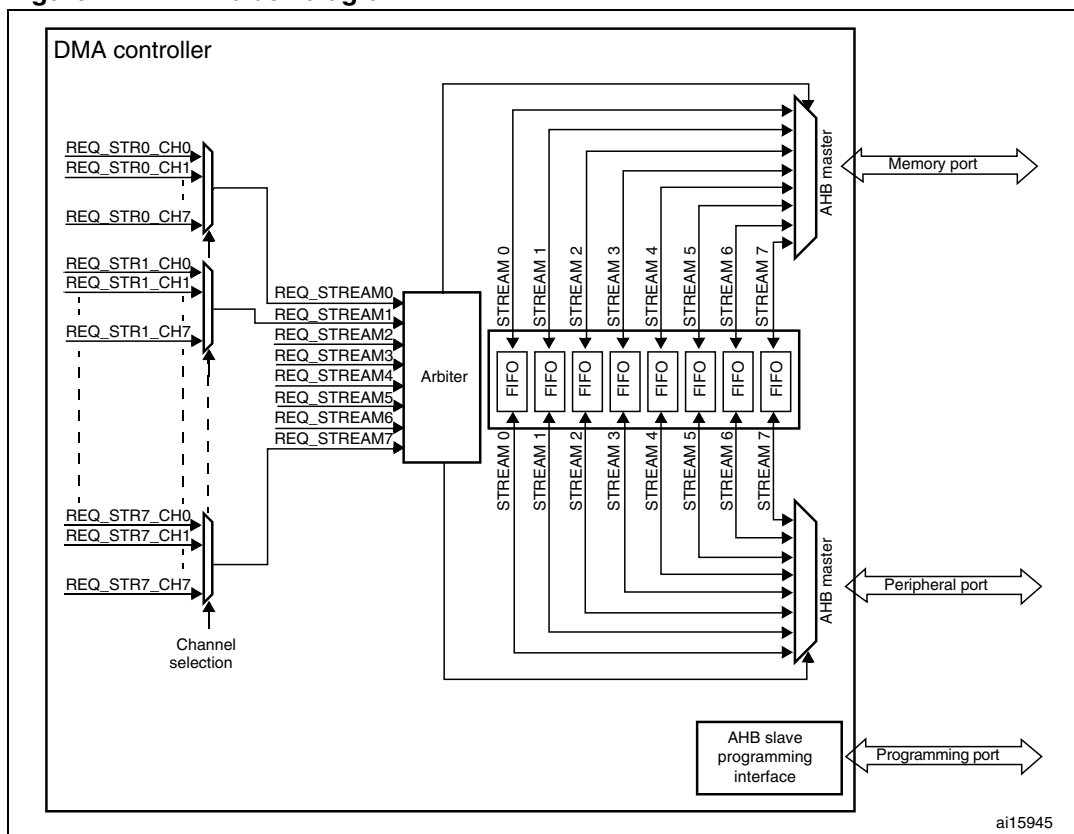 DMA controller
REQ_STR0_CH0
REQ_STR0_CH1
REQ_STR0_CH7
REQ_STR1_CH0
REQ_STR1_CH1
REQ_STR1_CH7
REQ_STR7_CH0
REQ_STR7_CH1
REQ_STR7_CH7
Channel
selection
REQ_STREAM0
REQ_STREAM1
REQ_STREAM2
REQ_STREAM3
REQ_STREAM4
REQ_STREAM5
REQ_STREAM6
REQ_STREAM7
Arbiter
STREAM 0
STREAM 1
STREAM 2
STREAM 3
STREAM 4
STREAM 5
STREAM 6
STREAM 7
FIFO
FIFO
FIFO
FIFO
FIFO
FIFO
FIFO
FIFO
STREAM 0
STREAM 1
STREAM 2
STREAM 3
STREAM 4
STREAM 5
STREAM 6
STREAM 7
AHB master
Memory port
AHB master
Peripheral port
AHB slave
programming
interface
Programming port
ai15945